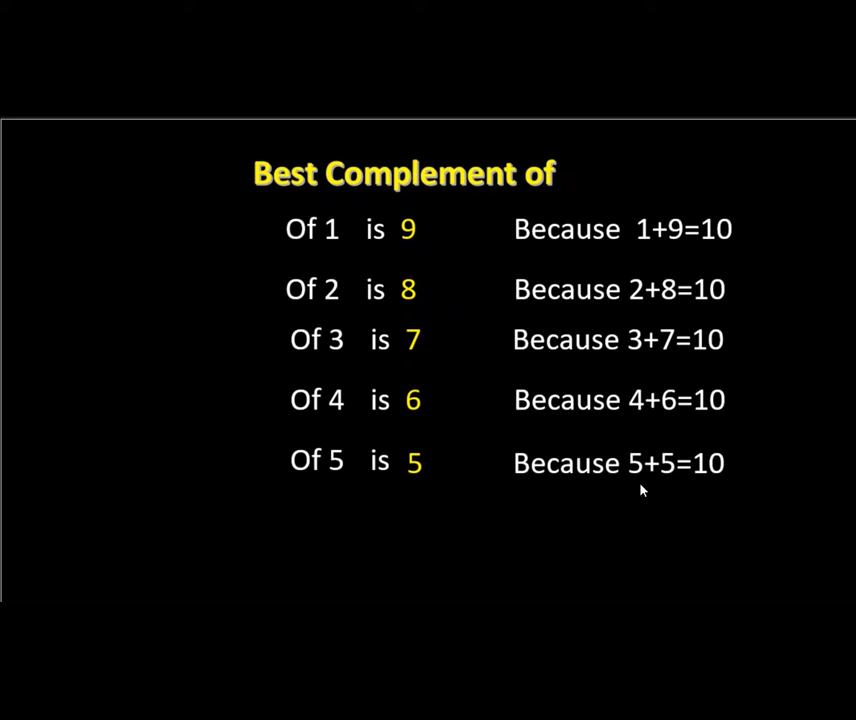 Best Complement of
Of 1 is 9 Because 1+9=10
Of 2 is 8 Because 2+8=10
Of 3 is 7 Because 3+7=10
Of 4 is 6 Because 4+6=10
Of 5 is 5 Because 5+5=10